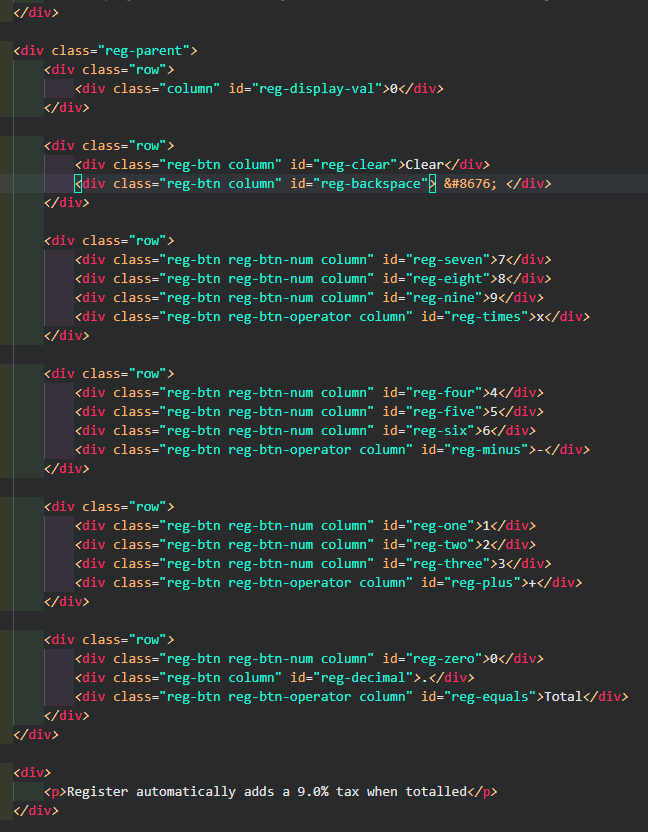 </div>
<div class="reg-parent">
<div class="row">
<div class="column" id="reg-display-val">0</div>
</div>
<div class="row">
<div class="reg-btn column" id="reg-clear">Clear</div>
<div class="reg-btn column" id="reg-backspace"> &#8676; </div>
</div>
<div class="row">
<div class="reg-btn reg-btn-num column" id="reg-seven">7</div>
<div class="reg-btn reg-btn-num column" id="reg-eight">8</div>
<div class="reg-btn reg-btn-num column" id="reg-nine">9</div>
<div class="reg-btn reg-btn-operator column" id="reg-times">x</div>
</div>
<div class="row">
<div class="reg-btn reg-btn-num column" id="reg-four">4</div>
<div class="reg-btn reg-btn-num column" id="reg-five">5</div>
<div class="reg-btn reg-btn-num column" id="reg-six">6</div>
<div class="reg-btn reg-btn-operator column" id="reg-minus">-</div>
</div>
<div class="row">
<div class="reg-btn reg-btn-num column" id="reg-one">1</div>
<div class="reg-btn reg-btn-num column" id="reg-two">2</div>
<div class="reg-btn reg-btn-num column" id="reg-three">3</div>
<div class="reg-btn reg-btn-operator column" id="reg-plus">+</div>
</div>
<div class="row">
<div class="reg-btn reg-btn-num column" id="reg-zero">0</div>
<div class="reg-btn column" id="reg-decimal">.</div>
<div class="reg-btn reg-btn-operator column" id="reg-equals">Total</div>
</div>
</div>
<div>
<p>Register automatically adds a 9.0% tax when totalled</p>
</div>